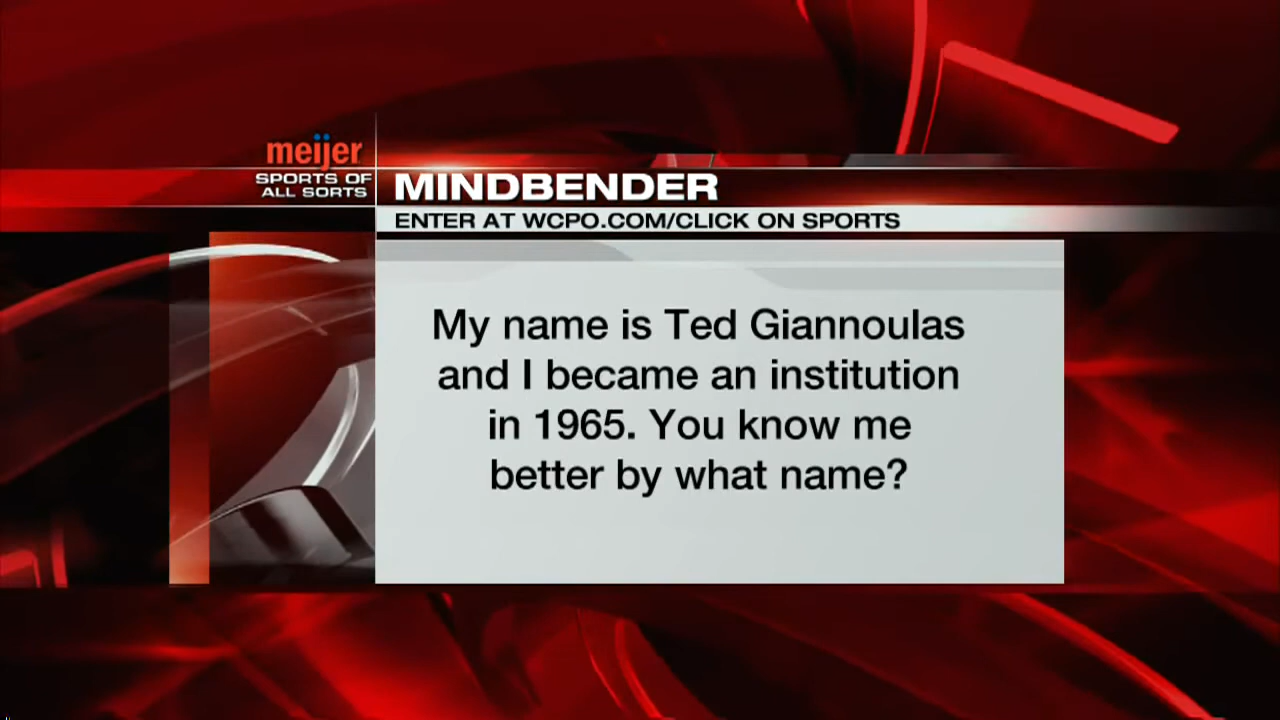 meijer
SPORTS OF
ALL SORTS
MINDBENDER
ENTER AT WCPO.COM/CLICK ON SPORTS
My name is Ted Giannoulas
and I became an institution
in 1965. You know me
better by what name?